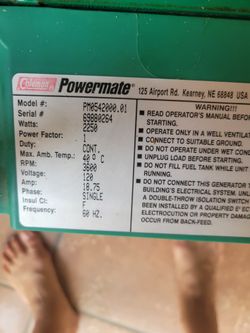 Coleman Powermate® 125 Airport Rd. Kearney, NE 68848 USA
Model #: PM0542000.01
Serial # 69880264
Watts: 2250
Power Factor: 1
Duty: CONT.
Max. Amb. Temp.: 40° C
RPM: 3600
Voltage: 120
Amp: 18.75
Phase: SINGLE
Insul Cl: F
Frequency: 60 HZ.
WARNING!!!
■ READ OPERATOR'S MANUAL BEFORE
STARTING.
■ OPERATE ONLY IN A WELL VENTILATE
■ CONNECT TO SUITABLE GROUND.
■ DO NOT OPERATE UNDER WET COND
■ UNPLUG LOAD BEFORE STARTING.
■ DO NOT FILL FUEL TANK WHILE UNIT
RUNNING.
■ DO NOT CONNECT THIS GENERATOR T
BUILDING'S ELECTRICAL SYSTEM, UNL
A DOUBLE-THROW ISOLATION SWITCH
BEEN INSTALLED BY A QUALIFIED E
ELECTROCUTION OR PROPERTY DAMA
OCCUR FROM BACK-FEED.